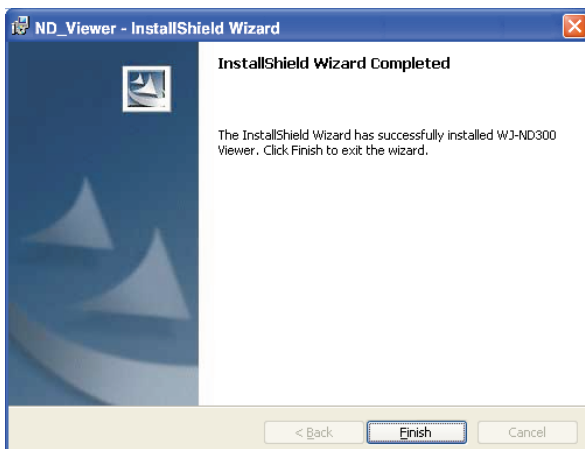 ND_Viewer - InstallShield Wizard
InstallShield Wizard Completed
The InstallShield Wizard has successfully installed WJ-ND300
Viewer. Click Finish to exit the wizard.
< Back Finish Cancel